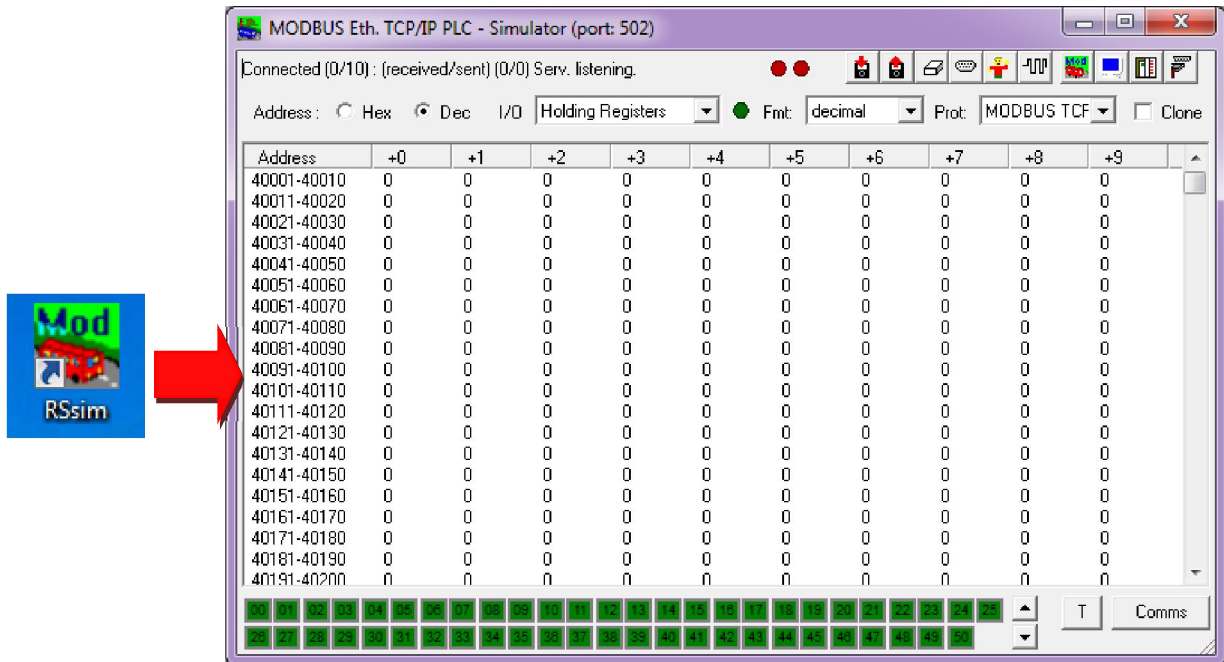 MODBUS Eth. TCP/IP PLC - Simulator (port: 502)
Connected (0/10) : (received/sent) (0/0) Serv. listening.
Address : Hex Dec I/O Holding Registers Fmt: decimal Prot: MODBUS TCP Clone
Address +0 +1 +2 +3 +4 +5 +6 +7 +8 +9
40001-40010 0 0 0 0 0 0 0 0 0 0
40011-40020 0 0 0 0 0 0 0 0 0 0
40021-40030 0 0 0 0 0 0 0 0 0 0
40031-40040 0 0 0 0 0 0 0 0 0 0
40041-40050 0 0 0 0 0 0 0 0 0 0
40051-40060 0 0 0 0 0 0 0 0 0 0
40061-40070 0 0 0 0 0 0 0 0 0 0
40071-40080 0 0 0 0 0 0 0 0 0 0
40081-40090 0 0 0 0 0 0 0 0 0 0
40091-40100 0 0 0 0 0 0 0 0 0 0
40101-40110 0 0 0 0 0 0 0 0 0 0
40111-40120 0 0 0 0 0 0 0 0 0 0
40121-40130 0 0 0 0 0 0 0 0 0 0
40131-40140 0 0 0 0 0 0 0 0 0 0
40141-40150 0 0 0 0 0 0 0 0 0 0
40151-40160 0 0 0 0 0 0 0 0 0 0
40161-40170 0 0 0 0 0 0 0 0 0 0
40171-40180 0 0 0 0 0 0 0 0 0 0
40181-40190 0 0 0 0 0 0 0 0 0 0
40191-40200 0 0 0 0 0 0 0 0 0 0
00 01 02 03 04 05 06 07 08 09 10 11 12 13 14 15 16 17 18 19 20 21 22 23 24 25 T Comms
26 27 28 29 30 31 32 33 34 35 36 37 38 39 40 41 42 43 44 45 46 47 48 49 50
Mod
RSsim